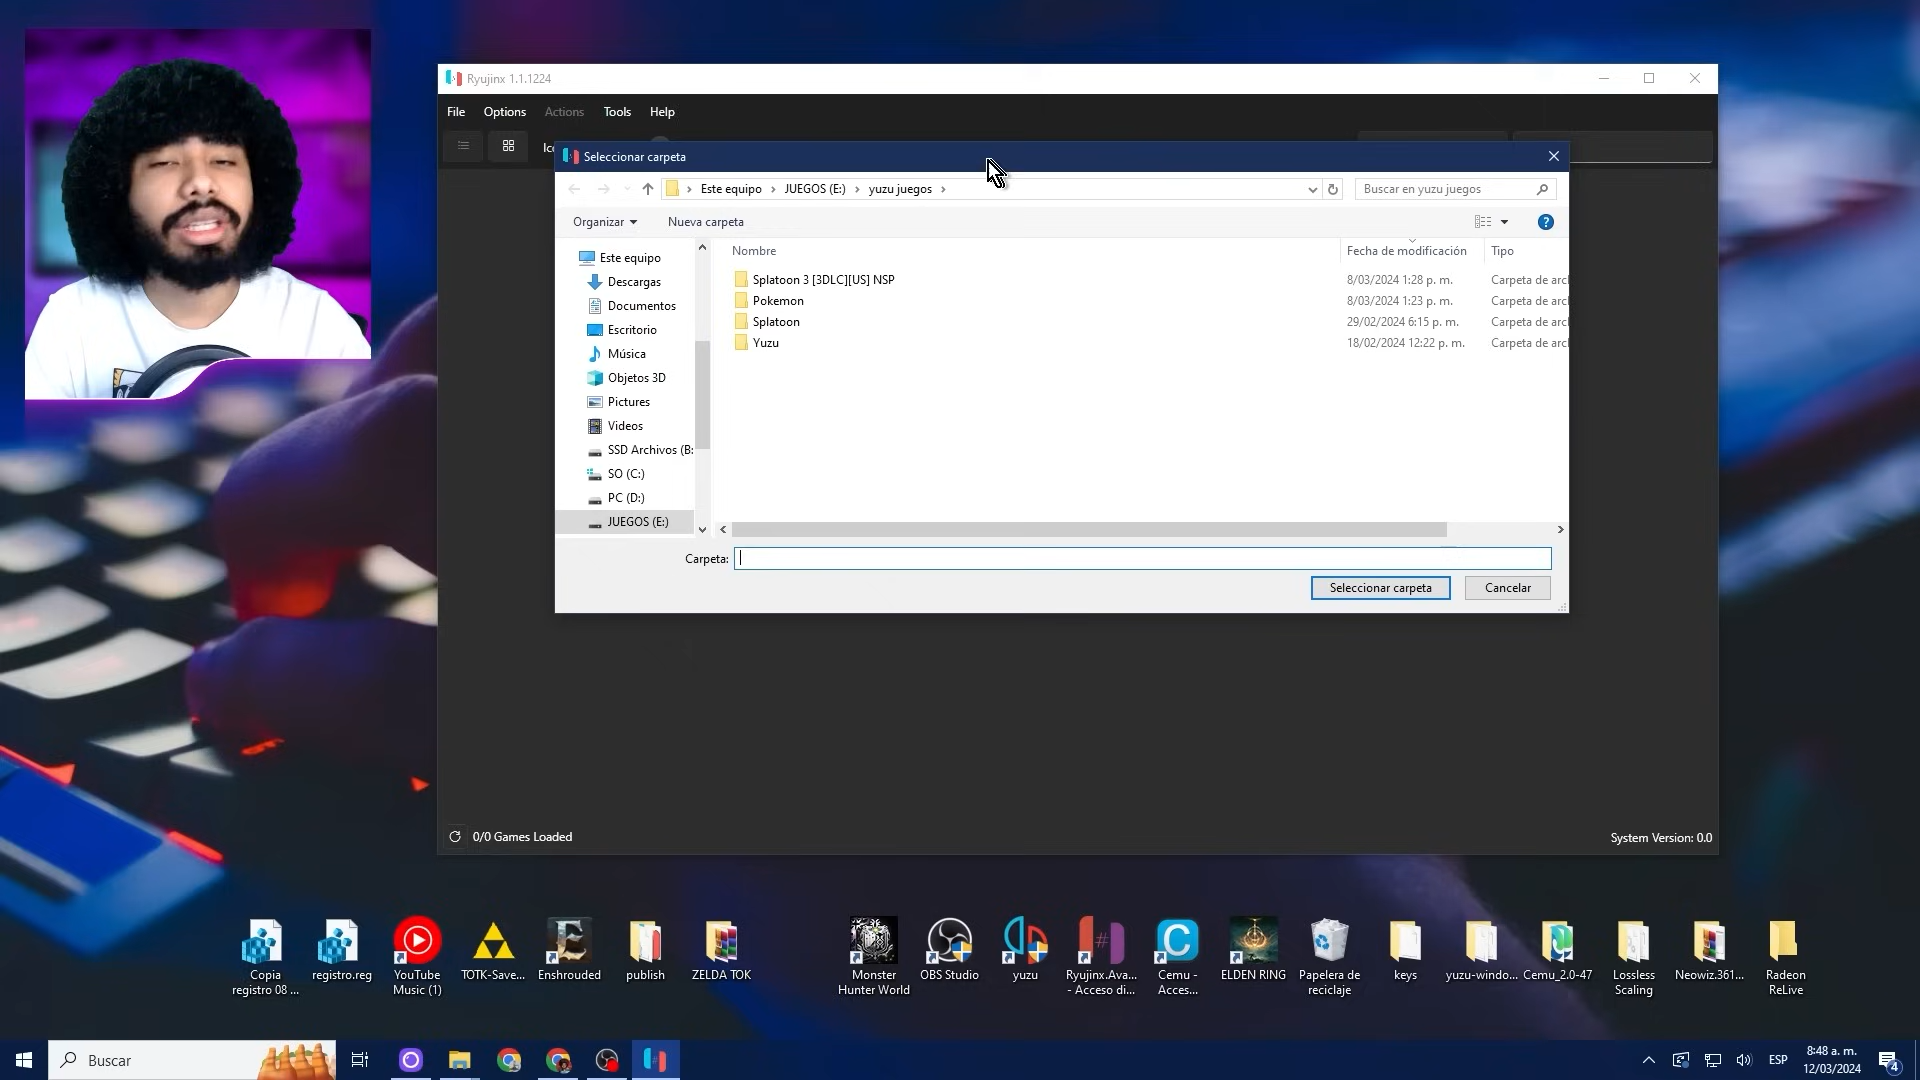 Ryujinx 1.1.1224
File Options Actions Tools Help
Ico
Seleccionar carpeta
Este equipo > JUEGOS (E:) > yuzu juegos >
Buscar en yuzu juegos
Organizar Nueva carpeta
Nombre Fecha de modificación Tipo
Este equipo
Descargas
Documentos
Escritorio
Música
Objetos 3D
Pictures
Videos
SSD Archivos (B:
SO (C:)
PC (D:)
JUEGOS (E:)
Splatoon 3 [3DLC][US] NSP 8/03/2024 1:28 p. m. Carpeta de arcl
Pokemon 8/03/2024 1:23 p. m. Carpeta de arcl
Splatoon 29/02/2024 6:15 p. m. Carpeta de arcl
Yuzu 18/02/2024 12:22 p. m. Carpeta de arcl
Carpeta:
Seleccionar carpeta Cancelar
0/0 Games Loaded
System Version: 0.0
Copia
registro 08 ...
registro.reg
YouTube
Music (1)
TOTK-Save...
Enshrouded
publish
ZELDA TOK
Monster
Hunter World
OBS Studio
yuzu
Ryujinx.Ava...
- Acceso di...
Cemu -
Acces...
ELDEN RING
Papelera de
reciclaje
keys
yuzu-windo...
Cemu_2.0-47
Lossless
Scaling
Neowiz.361...
Radeon
ReLive
Buscar
ESP
8:48 a. m.
12/03/2024
4